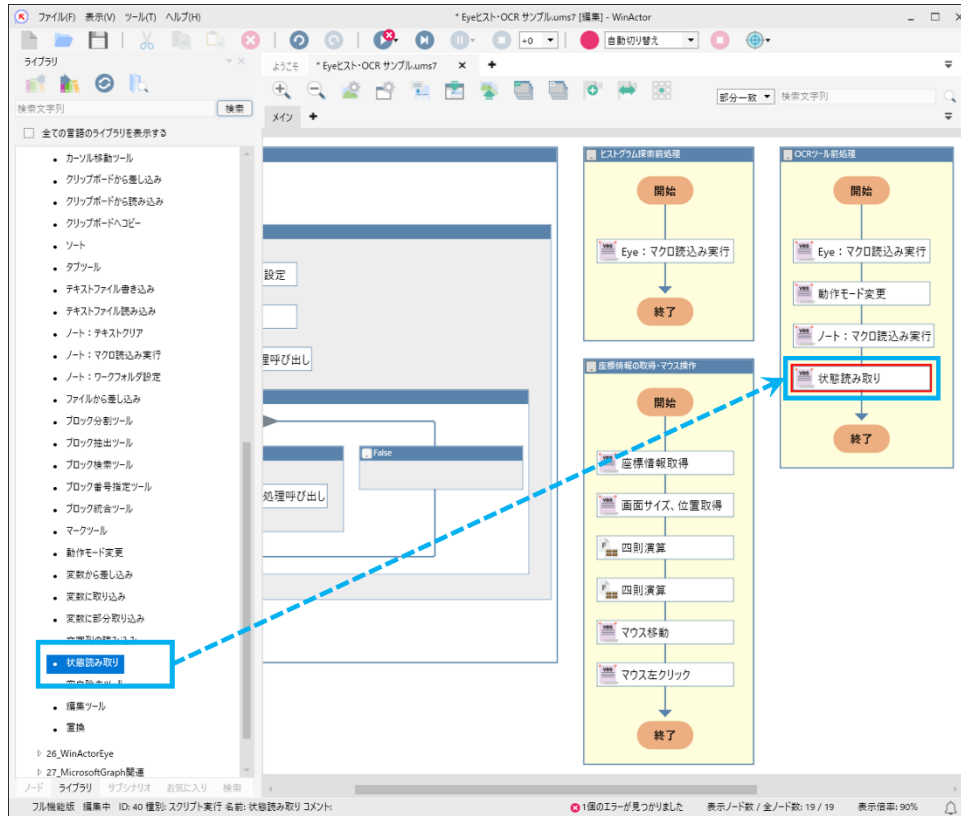 ファイル(F) 表示(V) ツール(T) ヘルプ(H)
* Eyeヒスト・OCR サンプル.ums7 [編集] - WinActor
+0
自動切り替え
ライブラリ
検索文字列
検索
全ての言語のライブラリを表示する
ようこそ
* Eyeヒスト・OCR サンプル.ums7
部分一致
検索文字列
メイン
カーソル移動ツール
クリップボードから差し込み
クリップボードから読み込み
クリップボードへコピー
ソート
タブツール
テキストファイル書き込み
テキストファイル読み込み
ノート：テキストクリア
ノート：マクロ読込み実行
ノート：ワークフォルダ設定
ファイルから差し込み
ブロック分割ツール
ブロック抽出ツール
ブロック検索ツール
ブロック番号指定ツール
ブロック統合ツール
マークツール
動作モード変更
変数から差し込み
変数に取り込み
変数に部分取り込み
状態読み取り
編集ツール
置換
26_WinActorEye
27_MicrosoftGraph関連
ノード ライブラリ サブシナリオ お気に入り 検索
設定
理呼び出し
処理呼び出し
False
ヒストグラム探索前処理
開始
Eye：マクロ読込み実行
終了
座標情報の取得・マウス操作
開始
座標情報取得
画面サイズ、位置取得
四則演算
四則演算
マウス移動
マウス左クリック
終了
OCRツール前処理
開始
Eye：マクロ読込み実行
動作モード変更
ノート：マクロ読込み実行
状態読み取り
終了
フル機能版 編集中 ID: 40 種別: スクリプト実行 名前: 状態読み取り コメント:
1個のエラーが見つかりました
表示ノード数 / 全ノード数: 19 / 19
表示倍率: 90%